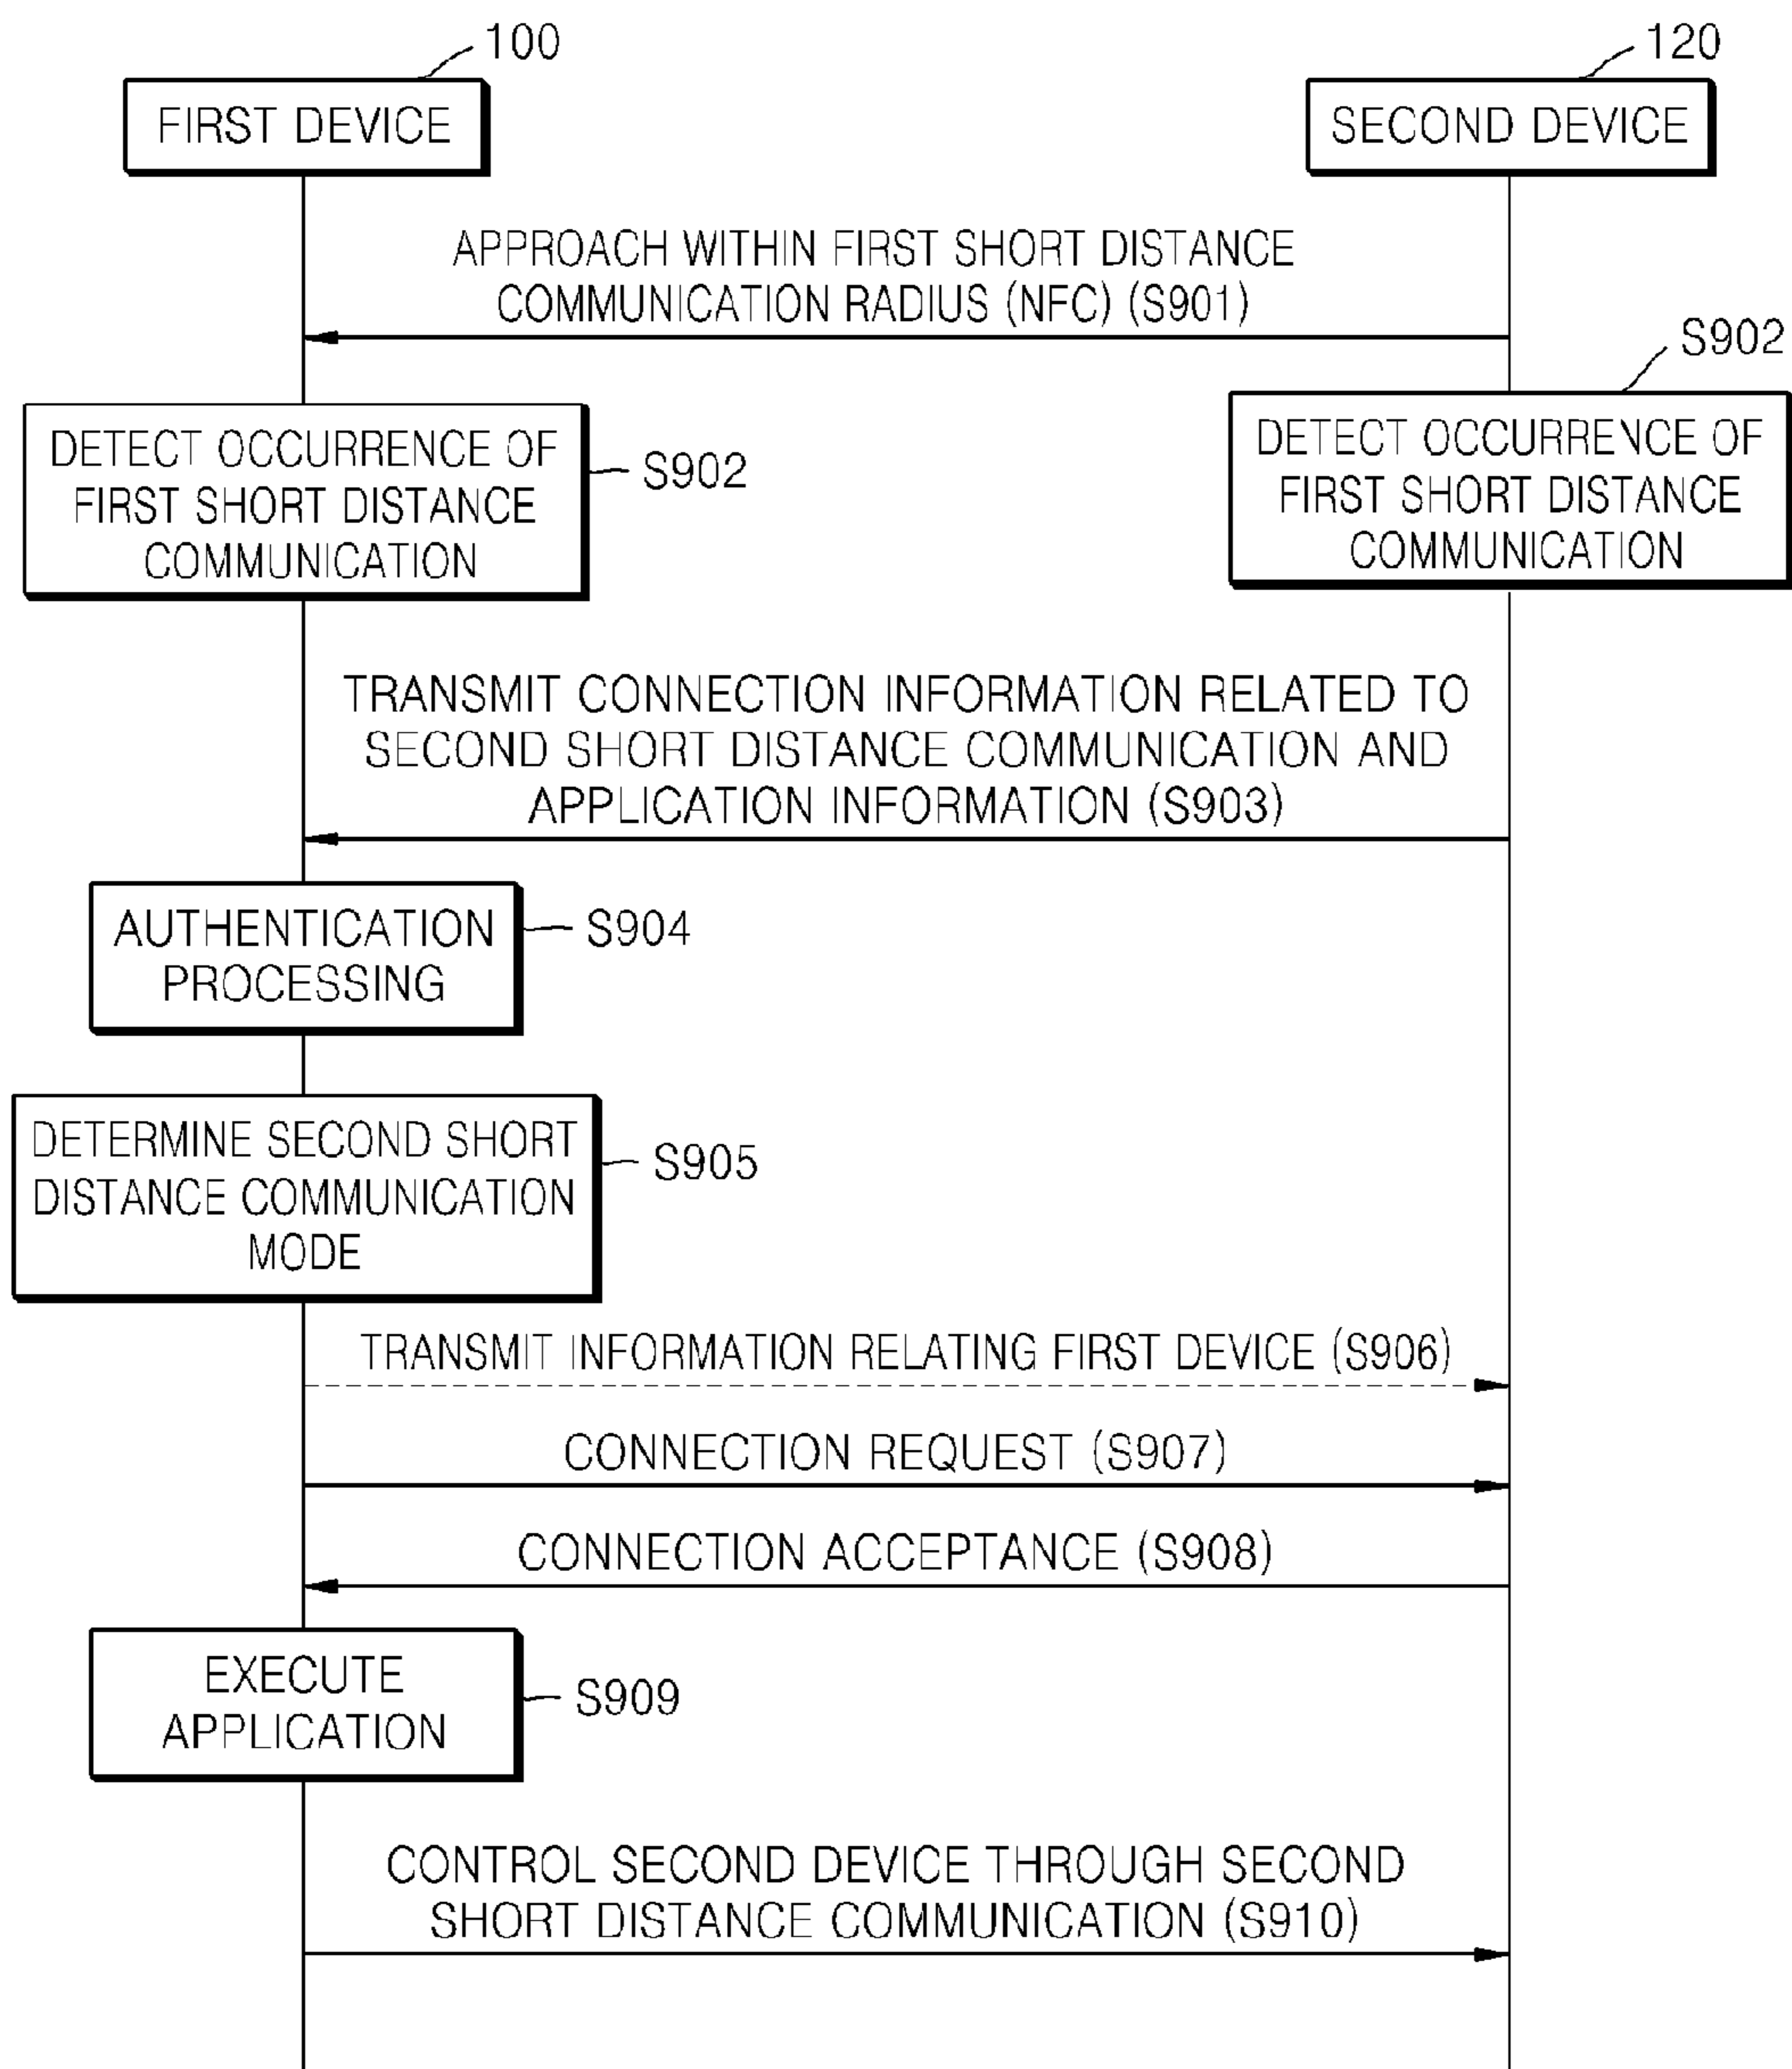 100
120
FIRST DEVICE
SECOND DEVICE
APPROACH WITHIN FIRST SHORT DISTANCE
COMMUNICATION RADIUS (NFC) (S901)
S902
DETECT OCCURRENCE OF
FIRST SHORT DISTANCE
COMMUNICATION
S902
DETECT OCCURRENCE OF
FIRST SHORT DISTANCE
COMMUNICATION
TRANSMIT CONNECTION INFORMATION RELATED TO
SECOND SHORT DISTANCE COMMUNICATION AND
APPLICATION INFORMATION (S903)
AUTHENTICATION
PROCESSING
S904
DETERMINE SECOND SHORT
DISTANCE COMMUNICATION
MODE
S905
TRANSMIT INFORMATION RELATING FIRST DEVICE (S906)
CONNECTION REQUEST (S907)
CONNECTION ACCEPTANCE (S908)
EXECUTE
APPLICATION
S909
CONTROL SECOND DEVICE THROUGH SECOND
SHORT DISTANCE COMMUNICATION (S910)